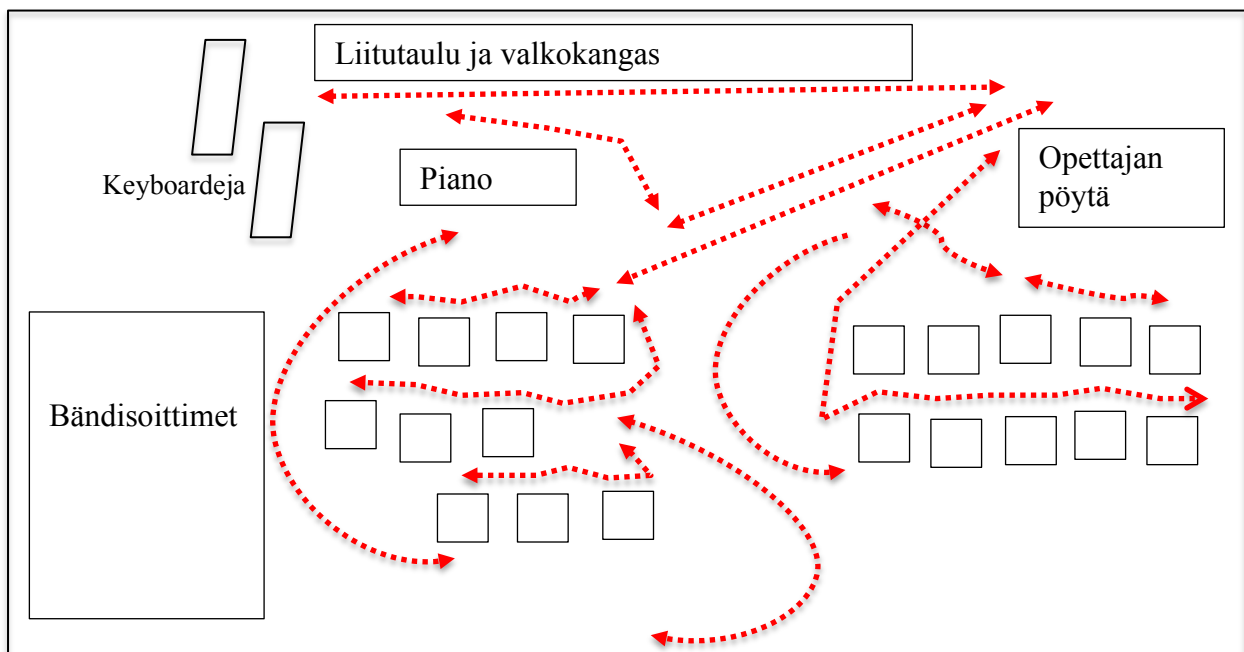 Liitutaulu ja valkokangas
Keyboardeja
Piano
Opettajan
pöytä
Bändisoittimet